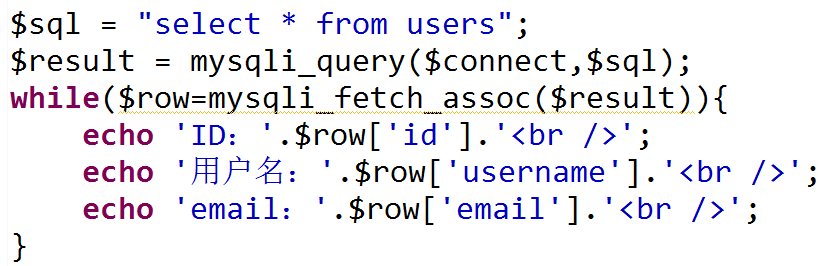 $sql = "select * from users";
$result = mysqli_query($connect,$sql);
while($row=mysqli_fetch_assoc($result)){
    echo 'ID：'.$row['id'].'<br />';
    echo '用户名：'.$row['username'].'<br />';
    echo 'email：'.$row['email'].'<br />';
}